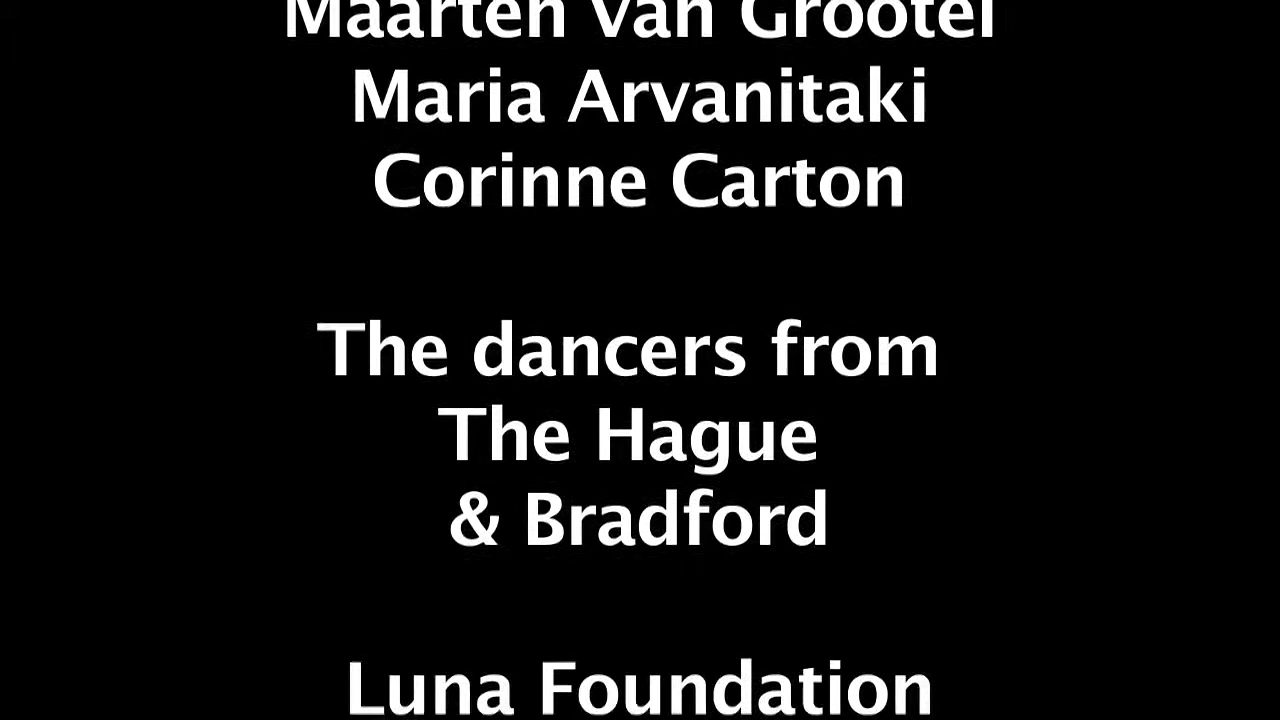 Maarten van Grootel
Maria Arvanitaki
Corinne Carton
The dancers from
The Hague
& Bradford
Luna Foundation